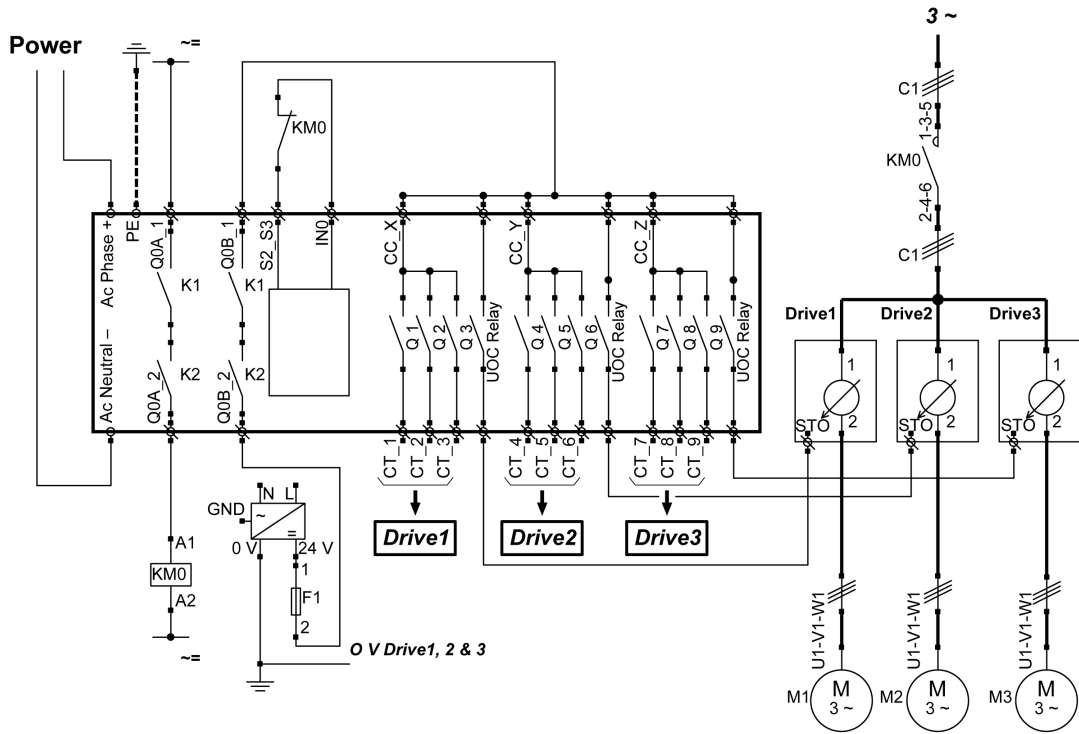 3 ~
Power
~=
C1
1-3-5
KM0
2-4-6
C1
KM0
Ac Phase +
PE
Q0A_1
Q0B_1
S2_S3
IN0
CC_X
CC_Y
CC_Z
K1
K1
Ac Neutral –
Q0A_2
K2
Q0B_2
K2
Q 1
Q 2
Q 3
UOC Relay
Q 4
Q 5
Q 6
UOC Relay
Q 7
Q 8
Q 9
UOC Relay
Drive1
Drive2
Drive3
1
1
1
2
2
2
STO
STO
STO
CT_1
CT_2
CT_3
CT_4
CT_5
CT_6
CT_7
CT_8
CT_9
Drive1
Drive2
Drive3
N L
GND
~
=
0 V
24 V
1
F1
2
A1
KM0
A2
~=
O V Drive1, 2 & 3
U1-V1-W1
U1-V1-W1
U1-V1-W1
M1
M
3 ~
M2
M
3 ~
M3
M
3 ~